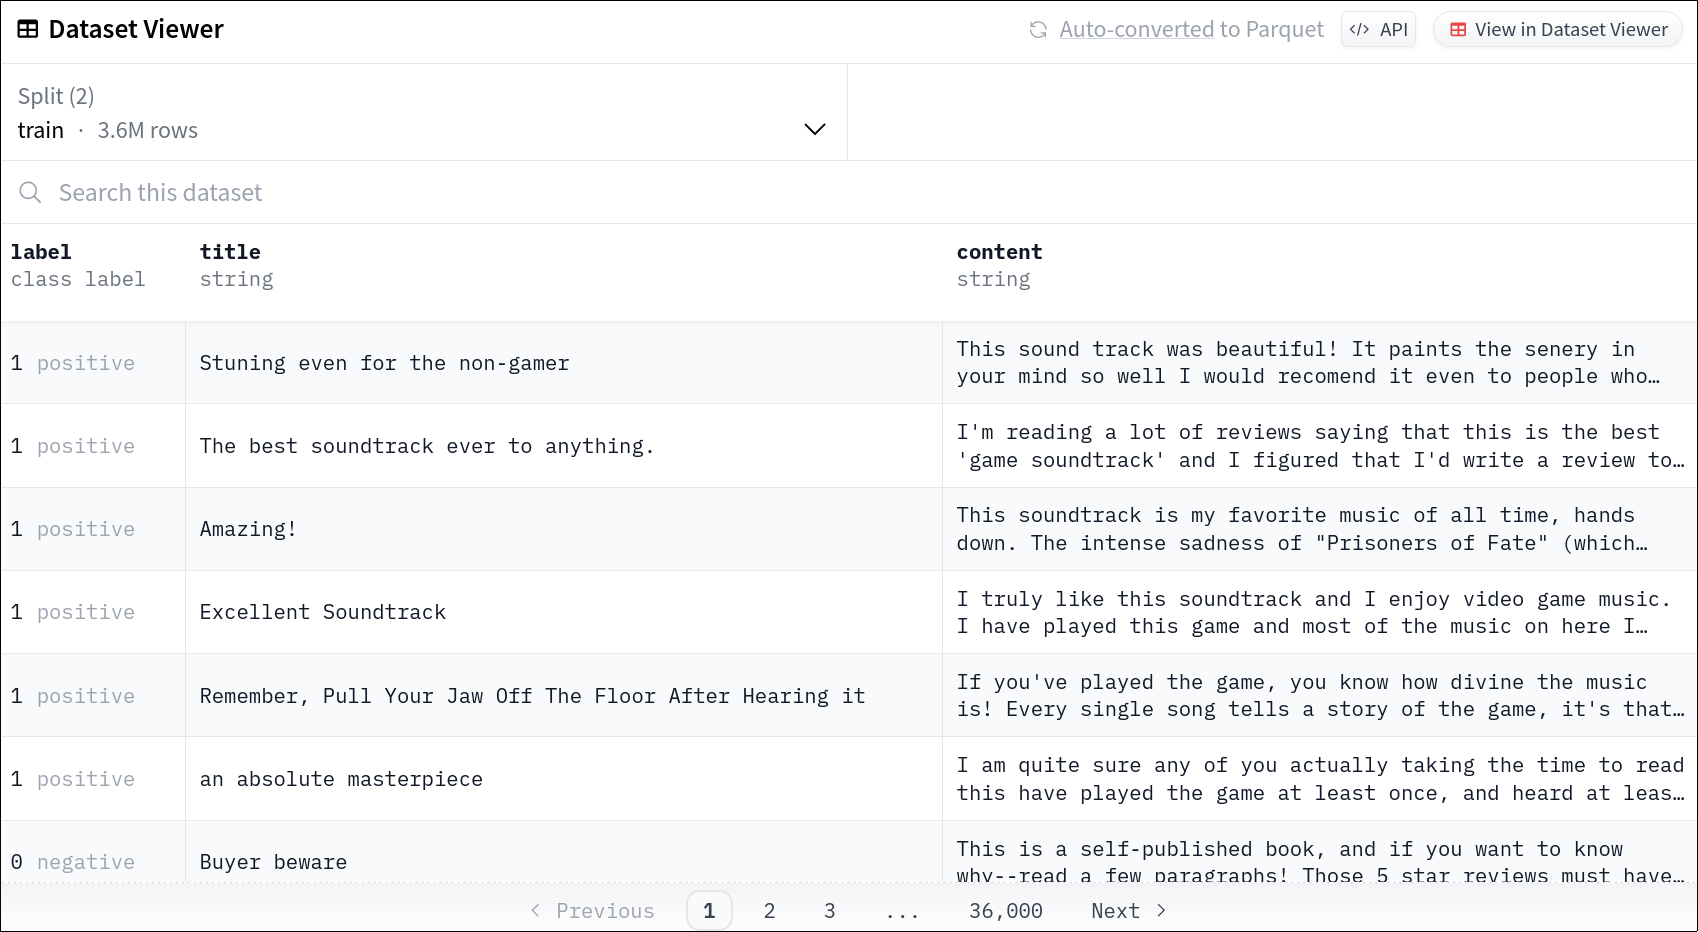 Dataset Viewer
Auto-converted to Parquet
</> API
View in Dataset Viewer
Split (2)
train · 3.6M rows
Search this dataset
label
class label
title
string
content
string
1 positive
Stuning even for the non-gamer
This sound track was beautiful! It paints the senery in
your mind so well I would recomend it even to people who…
1 positive
The best soundtrack ever to anything.
I'm reading a lot of reviews saying that this is the best
'game soundtrack' and I figured that I'd write a review to…
1 positive
Amazing!
This soundtrack is my favorite music of all time, hands
down. The intense sadness of "Prisoners of Fate" (which…
1 positive
Excellent Soundtrack
I truly like this soundtrack and I enjoy video game music.
I have played this game and most of the music on here I…
1 positive
Remember, Pull Your Jaw Off The Floor After Hearing it
If you've played the game, you know how divine the music
is! Every single song tells a story of the game, it's that…
1 positive
an absolute masterpiece
I am quite sure any of you actually taking the time to read
this have played the game at least once, and heard at leas…
0 negative
Buyer beware
This is a self-published book, and if you want to know
why--read a few paragraphs! Those 5 star reviews must have…
< Previous 1 2 3 ... 36,000 Next >